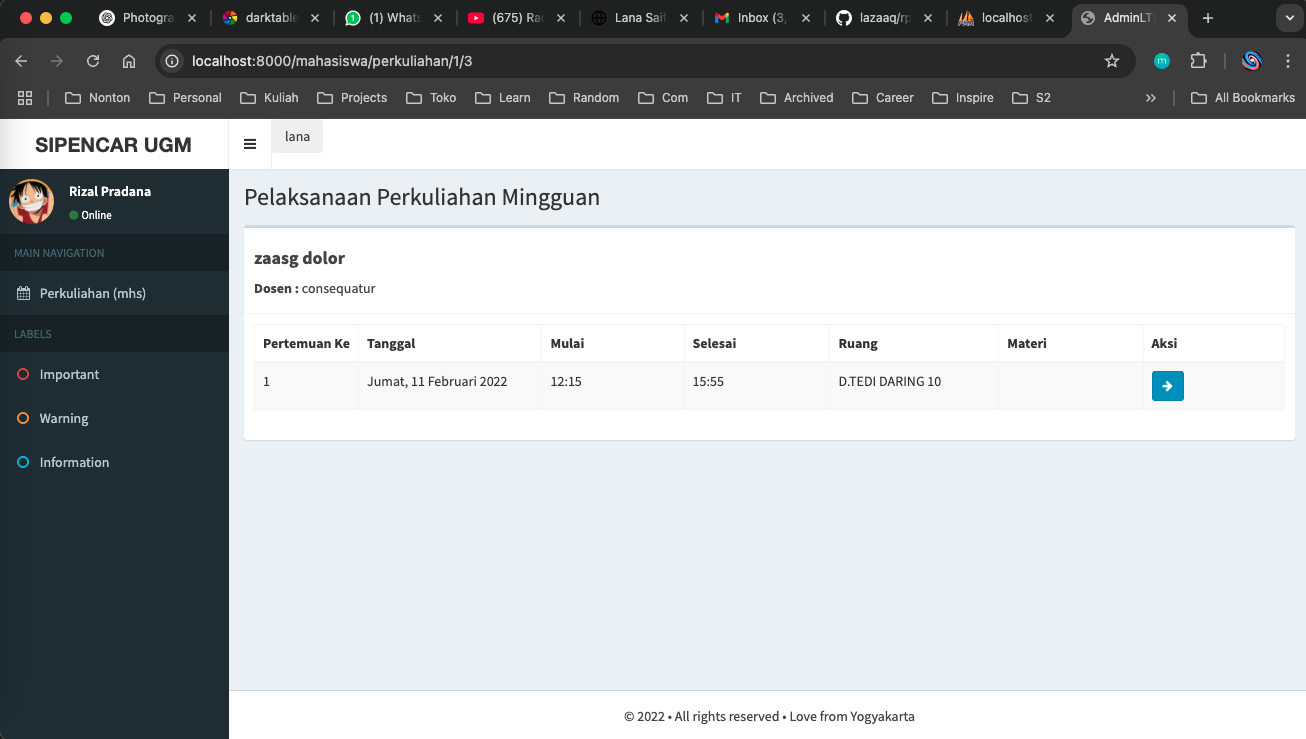 Photogra
darktable
(1) Whats
(675) Rad
Lana Saif
Inbox (3,
lazaaq/rp
localhost
AdminLT
localhost:8000/mahasiswa/perkuliahan/1/3
m
Nonton
Personal
Kuliah
Projects
Toko
Learn
Random
Com
IT
Archived
Career
Inspire
S2
All Bookmarks
SIPENCAR UGM
lana
Rizal Pradana
Online
MAIN NAVIGATION
Perkuliahan (mhs)
LABELS
Important
Warning
Information
Pelaksanaan Perkuliahan Mingguan
zaasg dolor
Dosen : consequatur
Pertemuan Ke Tanggal Mulai Selesai Ruang Materi Aksi
1 Jumat, 11 Februari 2022 12:15 15:55 D.TEDI DARING 10
© 2022 • All rights reserved • Love from Yogyakarta